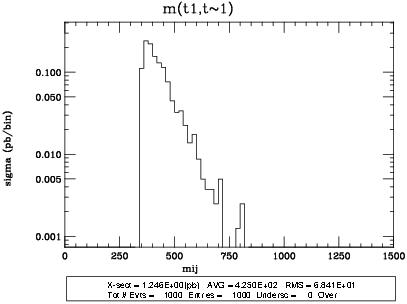 m(t1,t~1)
0.100
0.050
0.010
0.005
0.001
sigma (pb/bin)
0 250 500 750 1000 1250 1500
mij
X-sect = 1.246E+00(pb) AVG = 4.250E+02 RMS = 6.841E+01
Tot # Evts = 1000 Entries = 1000 Undersc = 0 Over